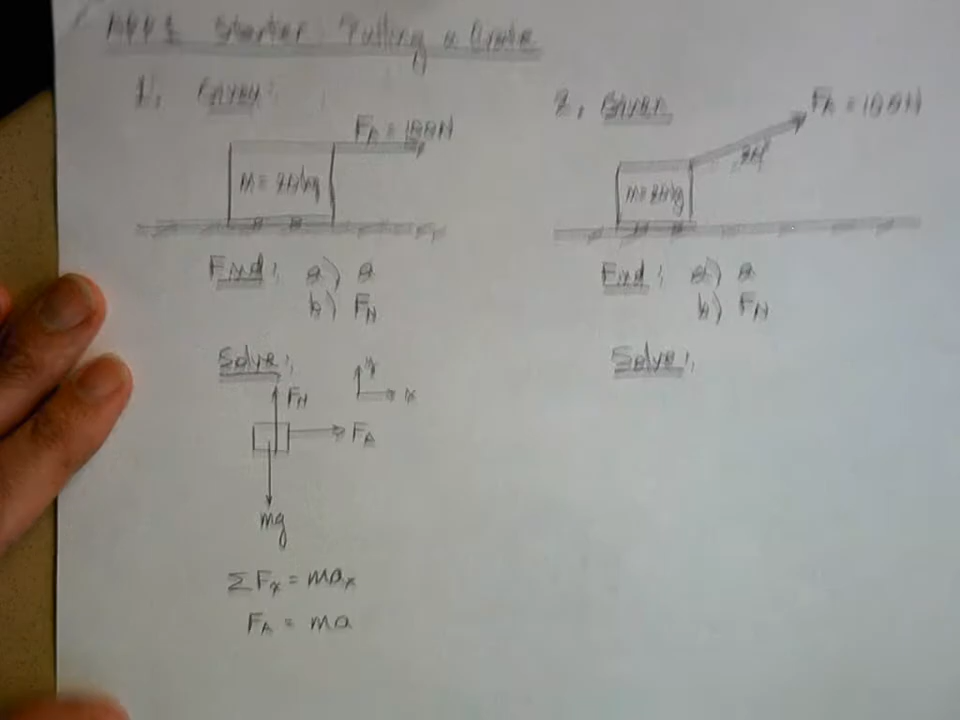 Starter Pulling a Crate
1. Given:
F_A = 100N
Find: a) a
b) F_N
Solve:
y
x
F_N
F_A
mg
ΣF_x = ma_x
F_A = ma
2. Given
F_A = 100N
Find: a) a
b) F_N
Solve: